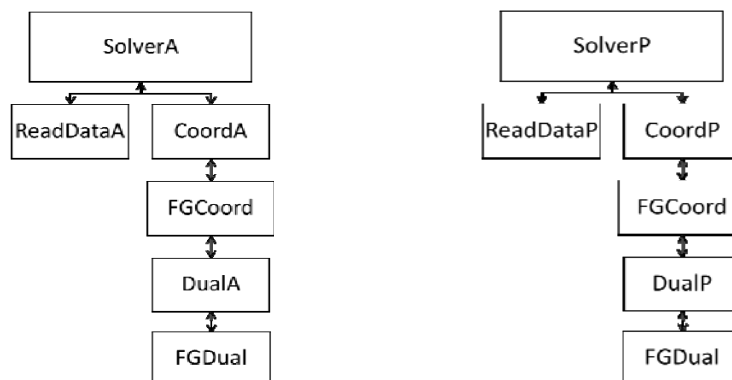 SolverA
ReadDataA
CoordA
FGCoord
DualA
FGDual
SolverP
ReadDataP
CoordP
FGCoord
DualP
FGDual